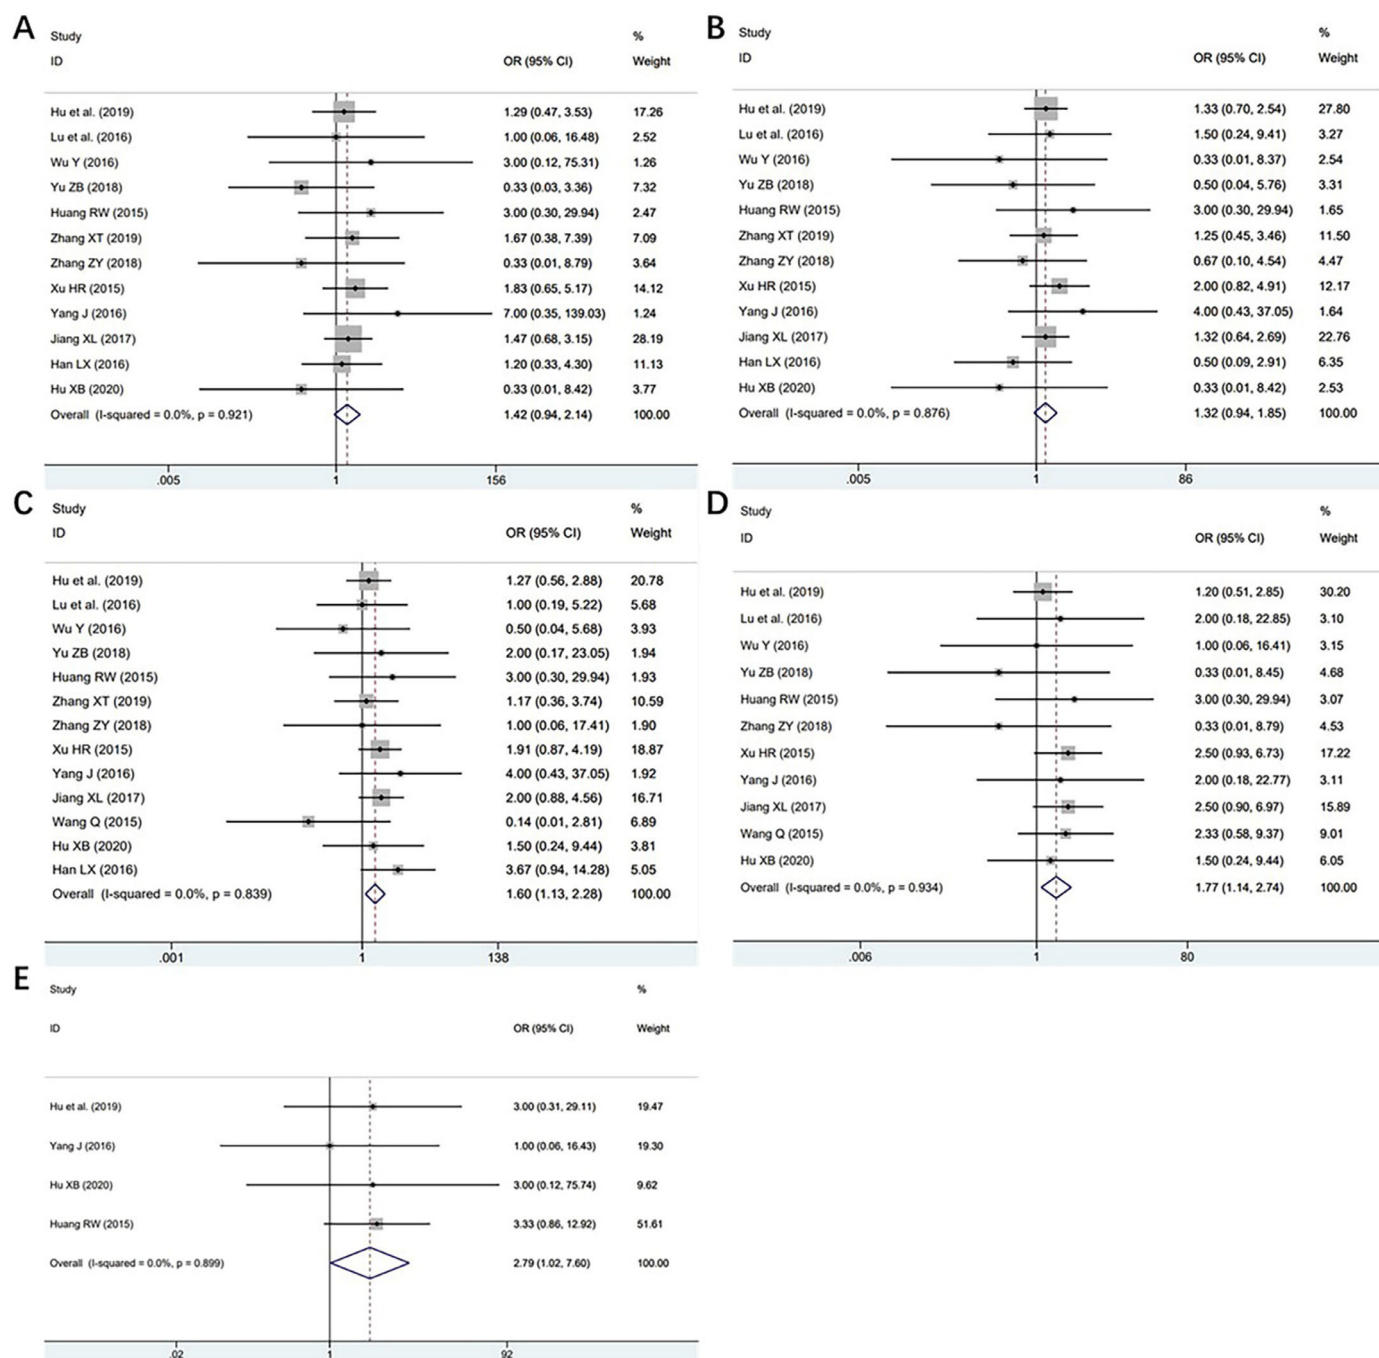 A
Study %
ID OR (95% CI) Weight
Hu et al. (2019) 1.29 (0.47, 3.53) 17.26
Lu et al. (2016) 1.00 (0.06, 16.48) 2.52
Wu Y (2016) 3.00 (0.12, 75.31) 1.26
Yu ZB (2018) 0.33 (0.03, 3.36) 7.32
Huang RW (2015) 3.00 (0.30, 29.94) 2.47
Zhang XT (2019) 1.67 (0.38, 7.39) 7.09
Zhang ZY (2018) 0.33 (0.01, 8.79) 3.64
Xu HR (2015) 1.83 (0.65, 5.17) 14.12
Yang J (2016) 7.00 (0.35, 139.03) 1.24
Jiang XL (2017) 1.47 (0.68, 3.15) 28.19
Han LX (2016) 1.20 (0.33, 4.30) 11.13
Hu XB (2020) 0.33 (0.01, 8.42) 3.77
Overall (I-squared = 0.0%, p = 0.921) 1.42 (0.94, 2.14) 100.00
.005 1 156
B
Study %
ID OR (95% CI) Weight
Hu et al. (2019) 1.33 (0.70, 2.54) 27.80
Lu et al. (2016) 1.50 (0.24, 9.41) 3.27
Wu Y (2016) 0.33 (0.01, 8.37) 2.54
Yu ZB (2018) 0.50 (0.04, 5.76) 3.31
Huang RW (2015) 3.00 (0.30, 29.94) 1.65
Zhang XT (2019) 1.25 (0.45, 3.46) 11.50
Zhang ZY (2018) 0.67 (0.10, 4.54) 4.47
Xu HR (2015) 2.00 (0.82, 4.91) 12.17
Yang J (2016) 4.00 (0.43, 37.05) 1.64
Jiang XL (2017) 1.32 (0.64, 2.69) 22.76
Han LX (2016) 0.50 (0.09, 2.91) 6.35
Hu XB (2020) 0.33 (0.01, 8.42) 2.53
Overall (I-squared = 0.0%, p = 0.876) 1.32 (0.94, 1.85) 100.00
.005 1 86
C
Study %
ID OR (95% CI) Weight
Hu et al. (2019) 1.27 (0.56, 2.88) 20.78
Lu et al. (2016) 1.00 (0.19, 5.22) 5.68
Wu Y (2016) 0.50 (0.04, 5.68) 3.93
Yu ZB (2018) 2.00 (0.17, 23.05) 1.94
Huang RW (2015) 3.00 (0.30, 29.94) 1.93
Zhang XT (2019) 1.17 (0.36, 3.74) 10.59
Zhang ZY (2018) 1.00 (0.06, 17.41) 1.90
Xu HR (2015) 1.91 (0.87, 4.19) 18.87
Yang J (2016) 4.00 (0.43, 37.05) 1.92
Jiang XL (2017) 2.00 (0.88, 4.56) 16.71
Wang Q (2015) 0.14 (0.01, 2.81) 6.89
Hu XB (2020) 1.50 (0.24, 9.44) 3.81
Han LX (2016) 3.67 (0.94, 14.28) 5.05
Overall (I-squared = 0.0%, p = 0.839) 1.60 (1.13, 2.28) 100.00
.001 1 138
D
Study %
ID OR (95% CI) Weight
Hu et al. (2019) 1.20 (0.51, 2.85) 30.20
Lu et al. (2016) 2.00 (0.18, 22.85) 3.10
Wu Y (2016) 1.00 (0.06, 16.41) 3.15
Yu ZB (2018) 0.33 (0.01, 8.45) 4.68
Huang RW (2015) 3.00 (0.30, 29.94) 3.07
Zhang ZY (2018) 0.33 (0.01, 8.79) 4.53
Xu HR (2015) 2.50 (0.93, 6.73) 17.22
Yang J (2016) 2.00 (0.18, 22.77) 3.11
Jiang XL (2017) 2.50 (0.90, 6.97) 15.89
Wang Q (2015) 2.33 (0.58, 9.37) 9.01
Hu XB (2020) 1.50 (0.24, 9.44) 6.05
Overall (I-squared = 0.0%, p = 0.934) 1.77 (1.14, 2.74) 100.00
.006 1 80
E
Study %
ID OR (95% CI) Weight
Hu et al. (2019) 3.00 (0.31, 29.11) 19.47
Yang J (2016) 1.00 (0.06, 16.43) 19.30
Hu XB (2020) 3.00 (0.12, 75.74) 9.62
Huang RW (2015) 3.33 (0.86, 12.92) 51.61
Overall (I-squared = 0.0%, p = 0.899) 2.79 (1.02, 7.60) 100.00
.02 1 92